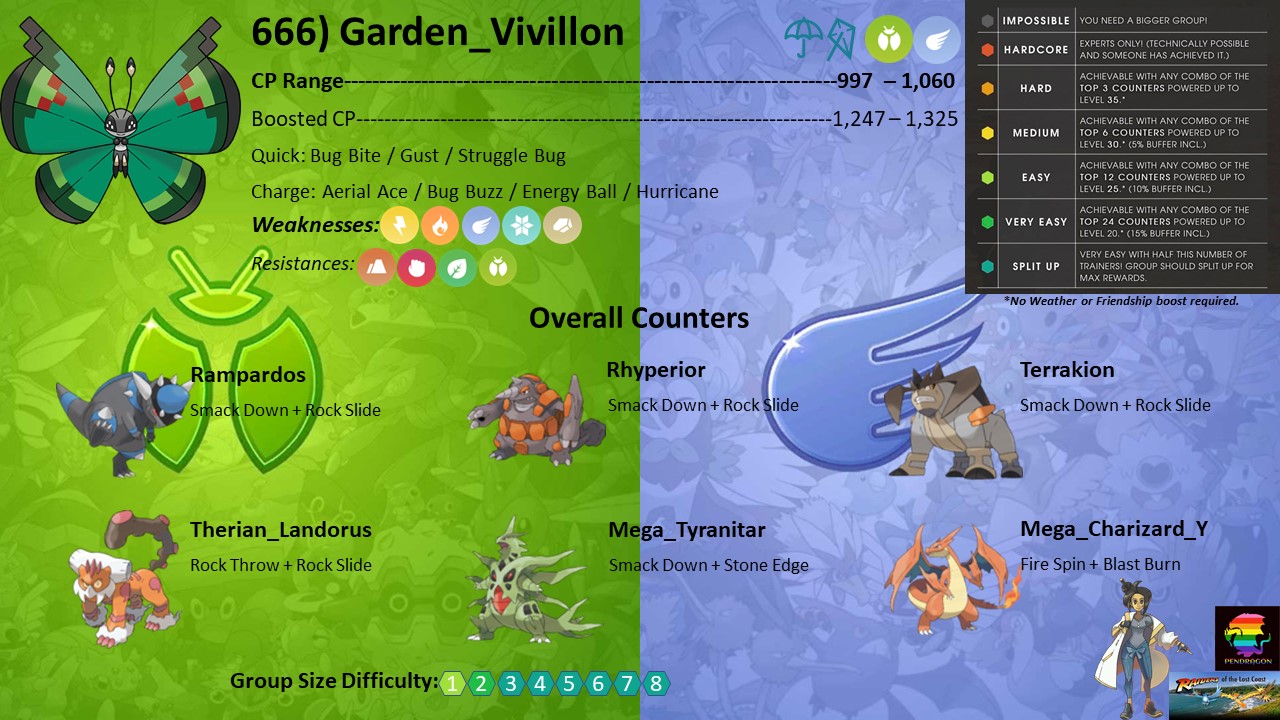 666) Garden_Vivillon
CP Range--------------------------------------------------------------------------------997 – 1,060
Boosted CP--------------------------------------------------------------------------------1,247 – 1,325
Quick: Bug Bite / Gust / Struggle Bug
Charge: Aerial Ace / Bug Buzz / Energy Ball / Hurricane
Weaknesses:
Resistances:
IMPOSSIBLE YOU NEED A BIGGER GROUP!
HARDCORE EXPERTS ONLY! (TECHNICALLY POSSIBLE
AND SOMEONE HAS ACHIEVED IT.)
HARD ACHIEVABLE WITH ANY COMBO OF THE
TOP 3 COUNTERS POWERED UP TO
LEVEL 35.*
MEDIUM ACHIEVABLE WITH ANY COMBO OF THE
TOP 6 COUNTERS POWERED UP TO
LEVEL 30.* (5% BUFFER INCL.)
EASY ACHIEVABLE WITH ANY COMBO OF THE
TOP 12 COUNTERS POWERED UP TO
LEVEL 25.* (10% BUFFER INCL.)
VERY EASY ACHIEVABLE WITH ANY COMBO OF THE
TOP 24 COUNTERS POWERED UP TO
LEVEL 20.* (15% BUFFER INCL.)
SPLIT UP VERY EASY WITH HALF THIS NUMBER OF
TRAINERS! GROUP SHOULD SPLIT UP FOR
MAX REWARDS.
*No Weather or Friendship boost required.
Overall Counters
Rampardos
Smack Down + Rock Slide
Rhyperior
Smack Down + Rock Slide
Terrakion
Smack Down + Rock Slide
Therian_Landorus
Rock Throw + Rock Slide
Mega_Tyranitar
Smack Down + Stone Edge
Mega_Charizard_Y
Fire Spin + Blast Burn
Group Size Difficulty: 1 2 3 4 5 6 7 8
PENDRAGON
RAIDERS of the Lost Coast